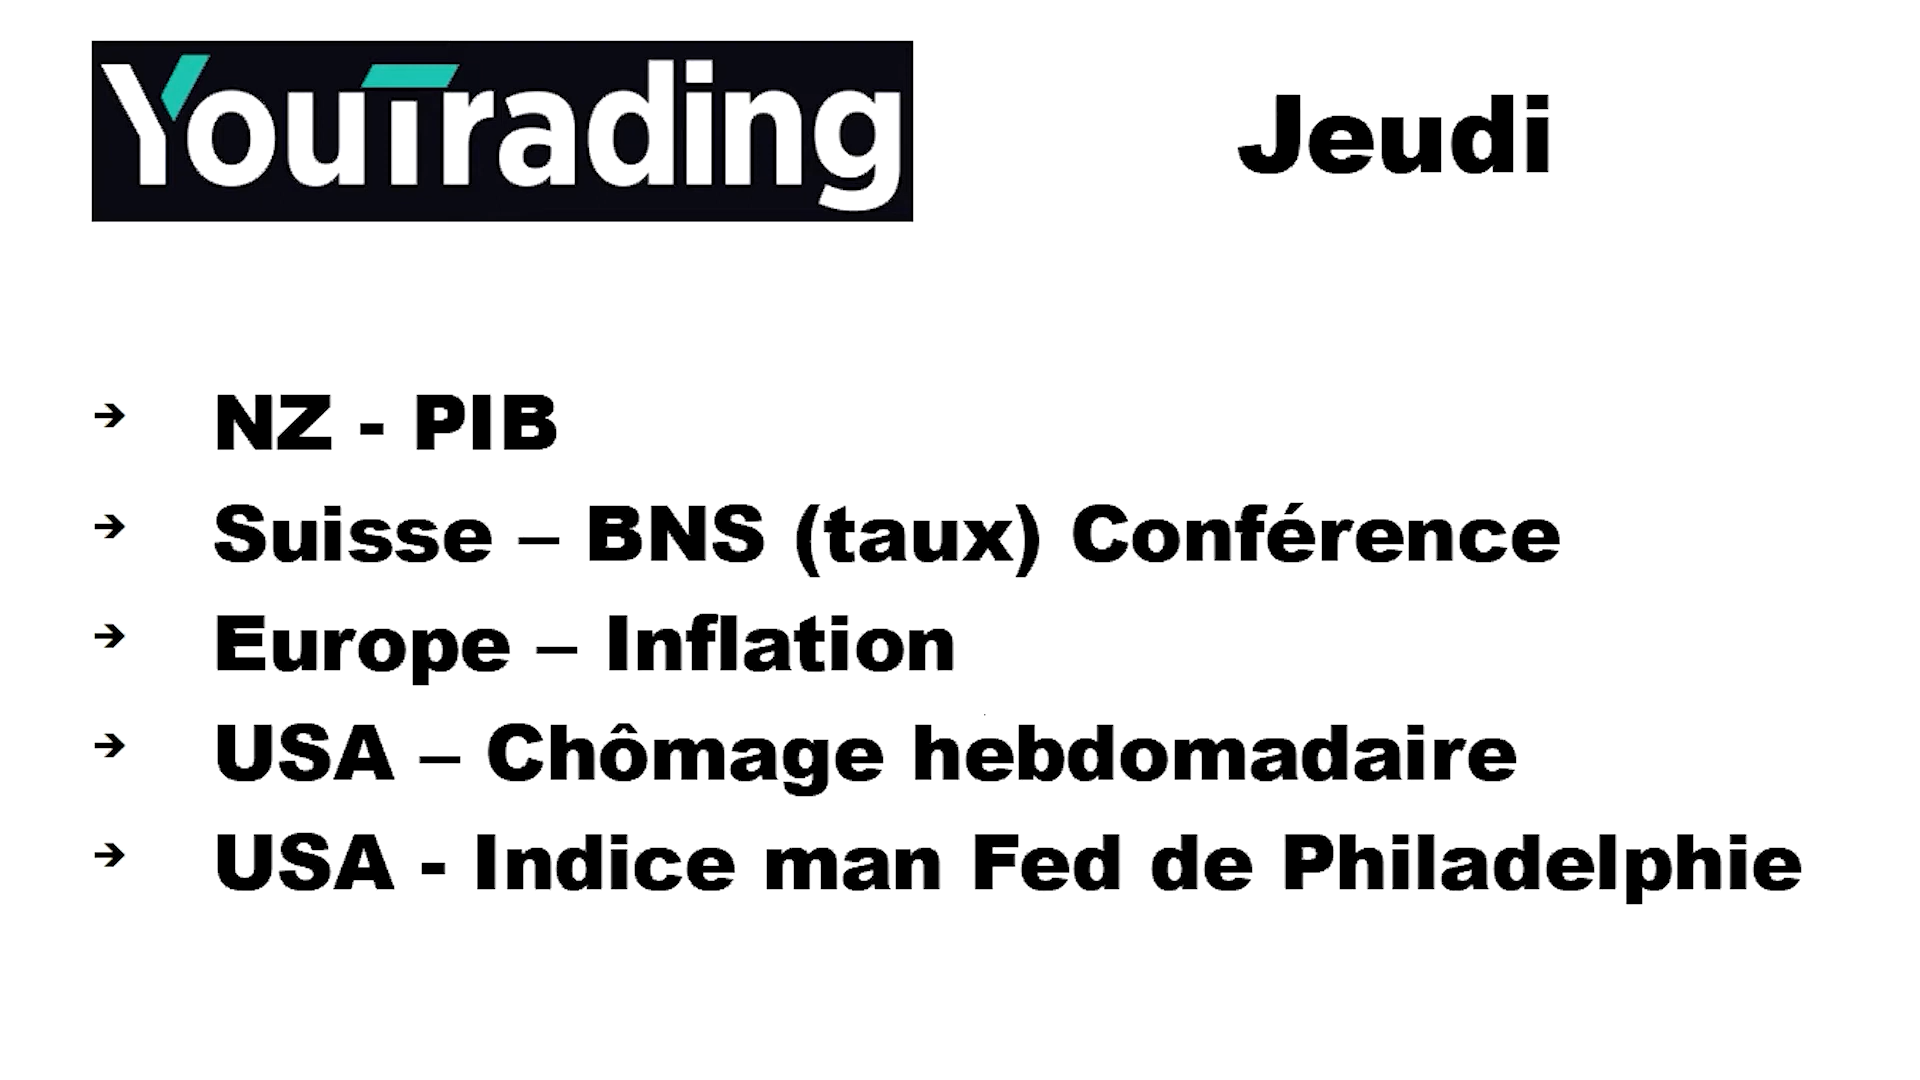 YouTrading
Jeudi
➔ NZ - PIB
➔ Suisse – BNS (taux) Conférence
➔ Europe – Inflation
➔ USA – Chômage hebdomadaire
➔ USA - Indice man Fed de Philadelphie